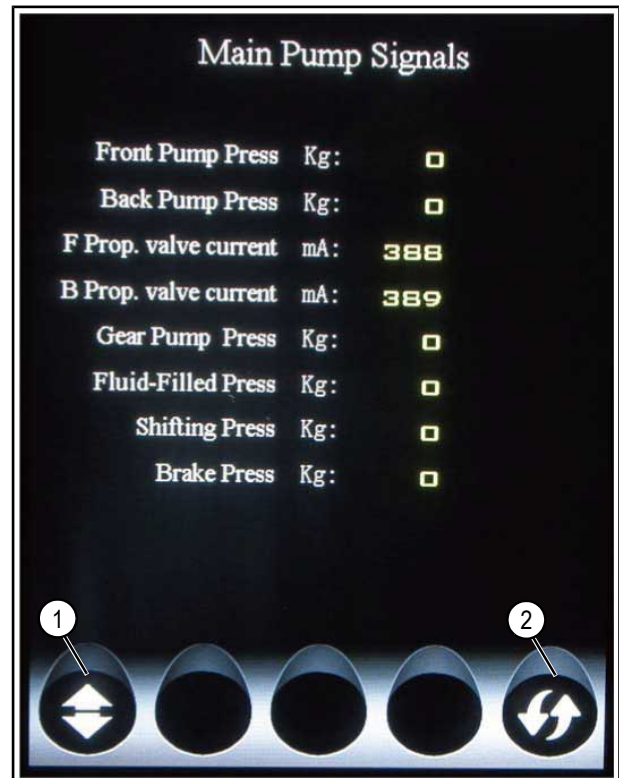 Main Pump Signals
Front Pump Press Kg: 0
Back Pump Press Kg: 0
F Prop. valve current mA: 388
B Prop. valve current mA: 389
Gear Pump Press Kg: 0
Fluid-Filled Press Kg: 0
Shifting Press Kg: 0
Brake Press Kg: 0
1 2